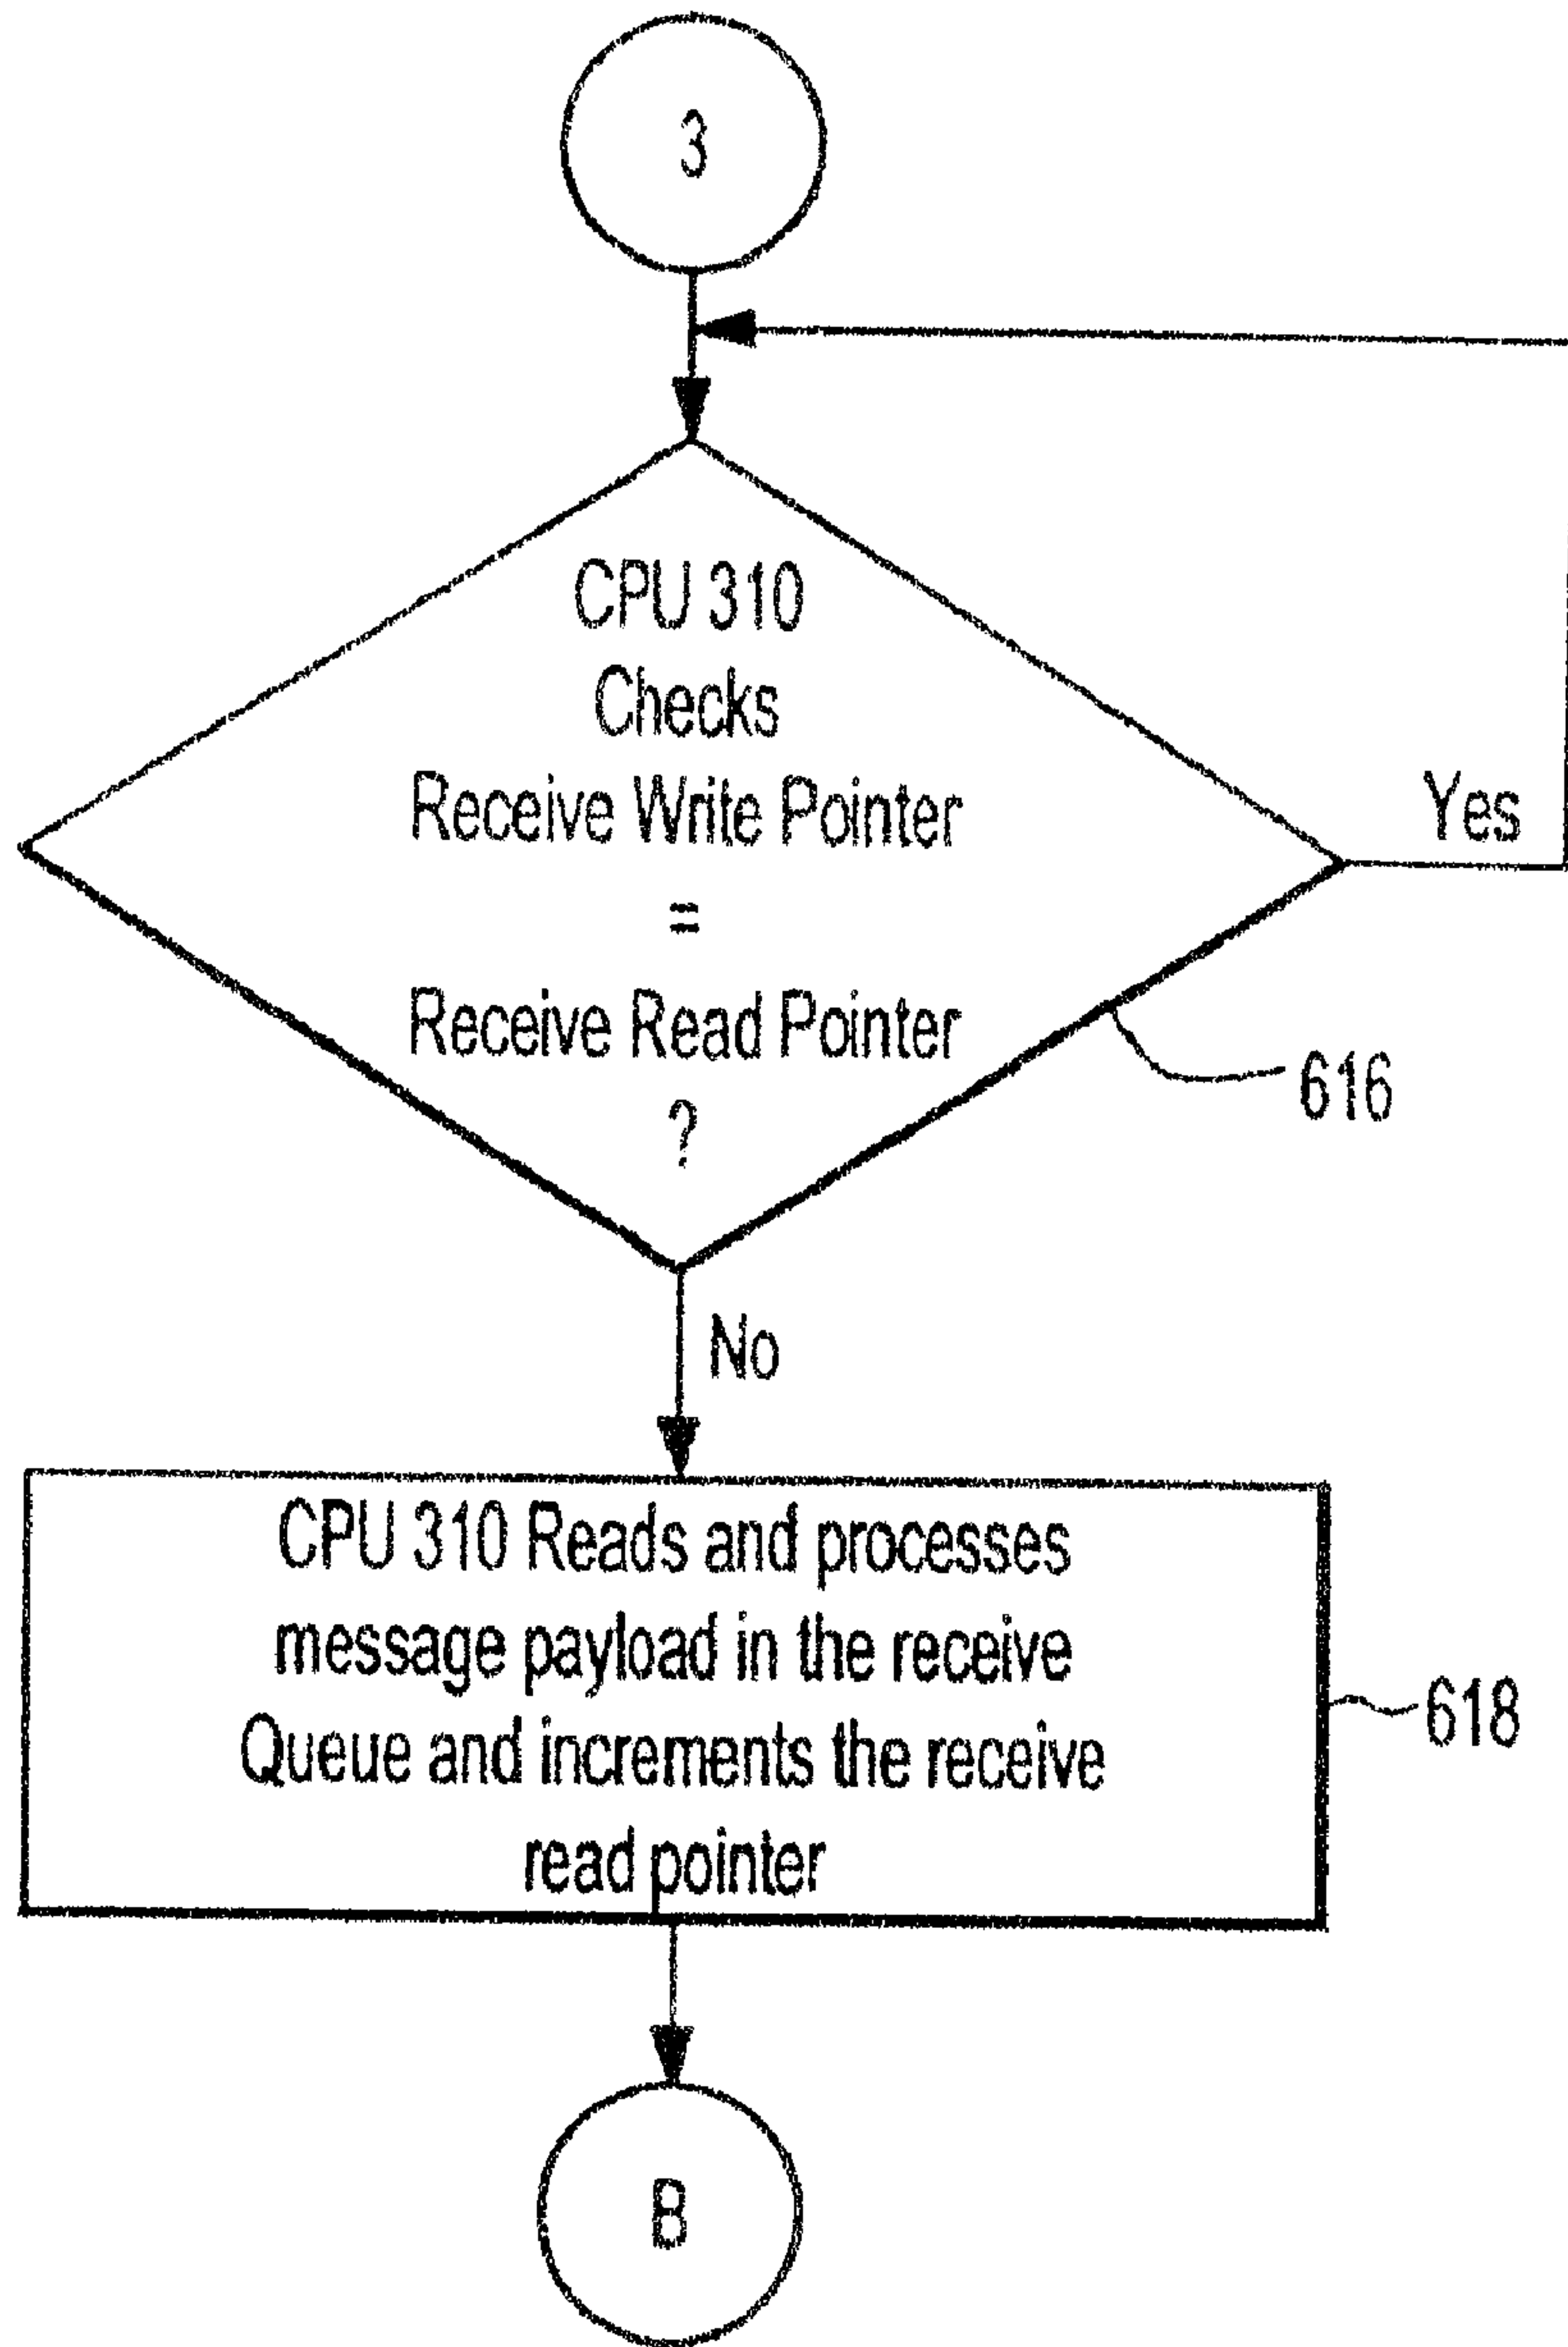 3
CPU 310
Checks
Receive Write Pointer
=
Receive Read Pointer
?
Yes
616
No
CPU 310 Reads and processes
message payload in the receive
Queue and increments the receive
read pointer
618
B